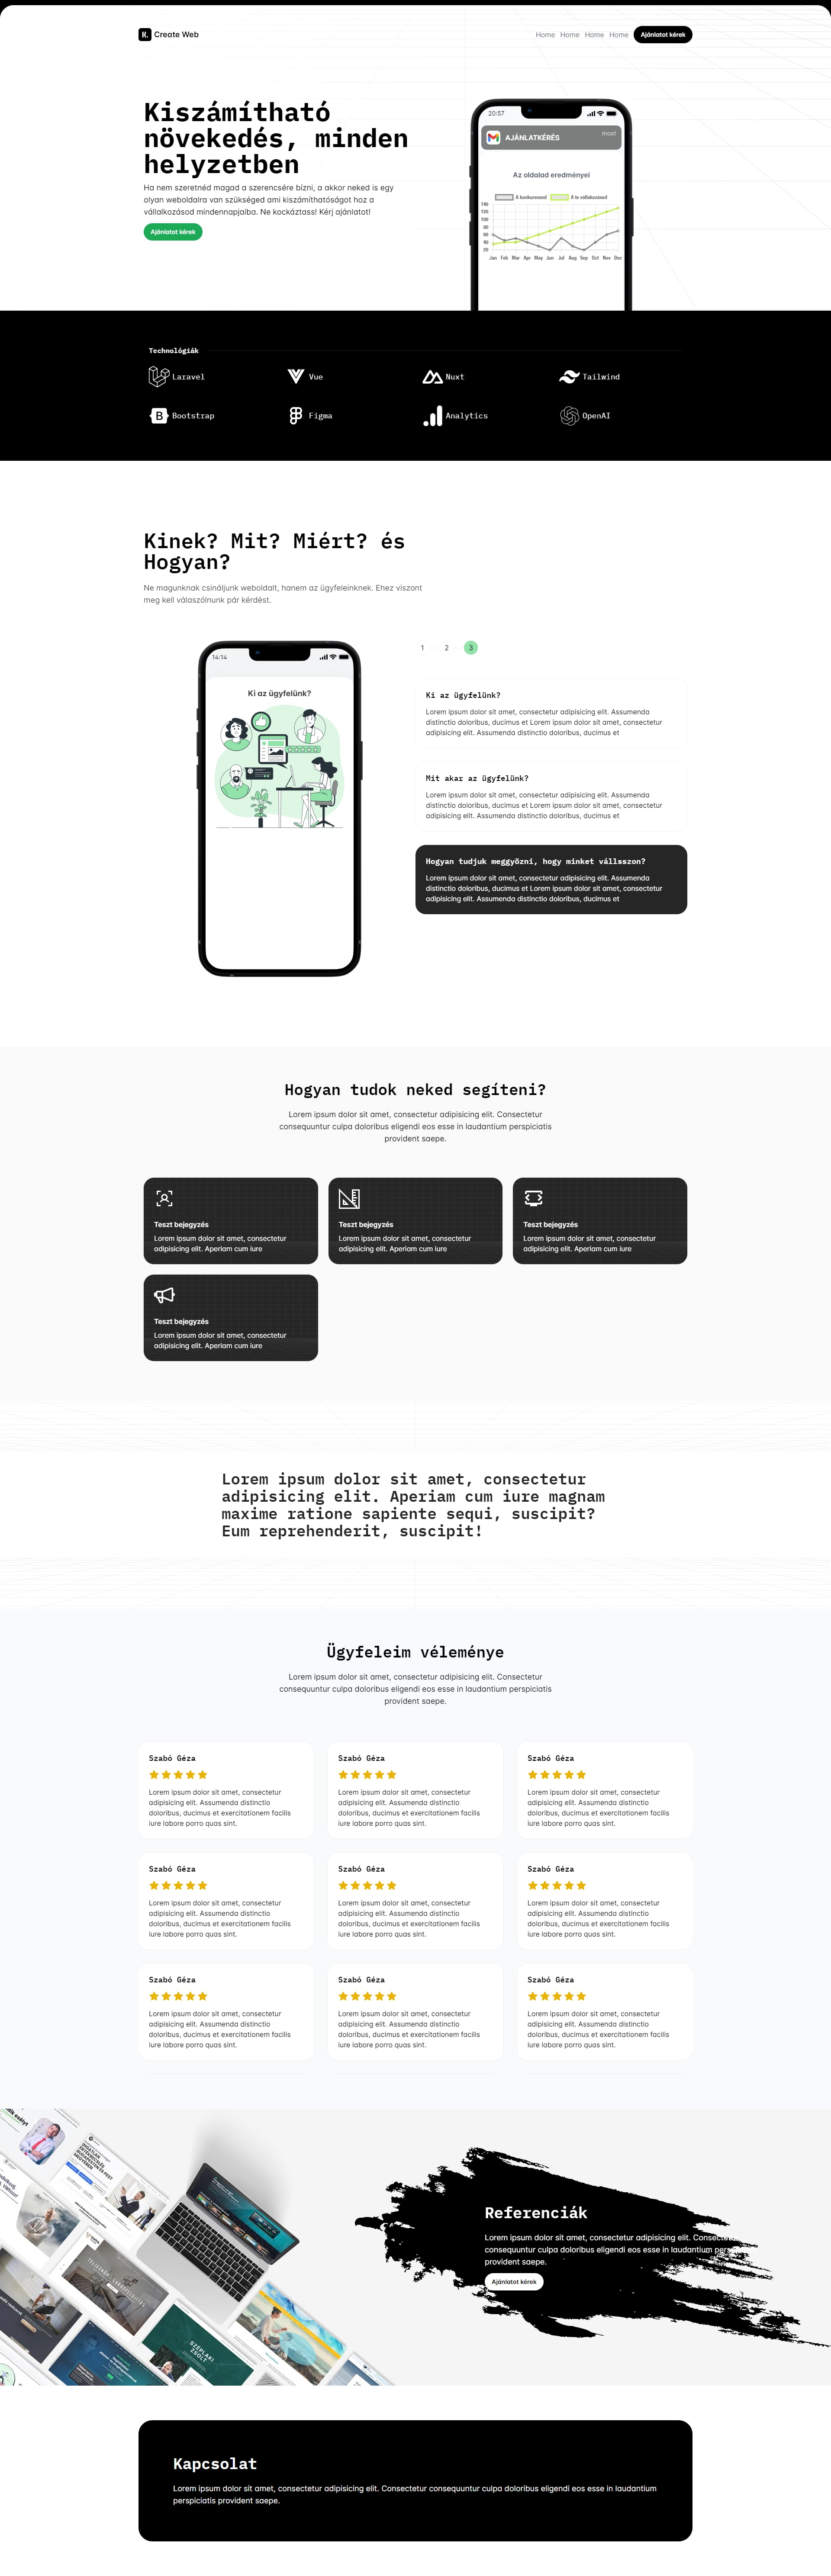 K. Create Web
Home Home Home Home Ajánlatot kérek
Kiszámítható
növekedés, minden
helyzetben
Ha nem szeretnéd magad a szerencsére bízni, a akkor neked is egy
olyan weboldalra van szükséged ami kiszámíthatóságot hoz a
vállalkozásod mindennapjaiba. Ne kockáztass! Kérj ajánlatot!
Ajánlatot kérek
20:57
AJÁNLATKÉRÉS
most
Az oldalad eredményei
A konkurenseed
A te vállakozásod
140
120
100
80
60
40
20
Jan Feb Mar Apr May Jun Jul Aug Sep Oct Nov Dec
Technológiák
Laravel
Vue
Nuxt
Tailwind
B Bootstrap
Figma
Analytics
OpenAI
Kinek? Mit? Miért? és
Hogyan?
Ne magunknak csináljunk weboldalt, hanem az ügyfeleinknek. Ehez viszont
meg kell válaszólnunk pár kérdést.
14:14
Ki az ügyfelünk?
1 2 3
Ki az ügyfelünk?
Lorem ipsum dolor sit amet, consectetur adipisicing elit. Assumenda
distinctio doloribus, ducimus et Lorem ipsum dolor sit amet, consectetur
adipisicing elit. Assumenda distinctio doloribus, ducimus et
Mit akar az ügyfelünk?
Lorem ipsum dolor sit amet, consectetur adipisicing elit. Assumenda
distinctio doloribus, ducimus et Lorem ipsum dolor sit amet, consectetur
adipisicing elit. Assumenda distinctio doloribus, ducimus et
Hogyan tudjuk meggyőzni, hogy minket vállsszon?
Lorem ipsum dolor sit amet, consectetur adipisicing elit. Assumenda
distinctio doloribus, ducimus et Lorem ipsum dolor sit amet, consectetur
adipisicing elit. Assumenda distinctio doloribus, ducimus et
Hogyan tudok neked segíteni?
Lorem ipsum dolor sit amet, consectetur adipisicing elit. Consectetur
consequuntur culpa doloribus eligendi eos esse in laudantium perspiciatis
provident saepe.
Teszt bejegyzés
Lorem ipsum dolor sit amet, consectetur
adipisicing elit. Aperiam cum iure
Teszt bejegyzés
Lorem ipsum dolor sit amet, consectetur
adipisicing elit. Aperiam cum iure
Teszt bejegyzés
Lorem ipsum dolor sit amet, consectetur
adipisicing elit. Aperiam cum iure
Teszt bejegyzés
Lorem ipsum dolor sit amet, consectetur
adipisicing elit. Aperiam cum iure
Lorem ipsum dolor sit amet, consectetur
adipisicing elit. Aperiam cum iure magnam
maxime ratione sapiente sequi, suscipit?
Eum reprehenderit, suscipit!
Ügyfeleim véleménye
Lorem ipsum dolor sit amet, consectetur adipisicing elit. Consectetur
consequuntur culpa doloribus eligendi eos esse in laudantium perspiciatis
provident saepe.
Szabó Géza
Lorem ipsum dolor sit amet, consectetur
adipisicing elit. Assumenda distinctio
doloribus, ducimus et exercitationem facilis
iure labore porro quas sint.
Szabó Géza
Lorem ipsum dolor sit amet, consectetur
adipisicing elit. Assumenda distinctio
doloribus, ducimus et exercitationem facilis
iure labore porro quas sint.
Szabó Géza
Lorem ipsum dolor sit amet, consectetur
adipisicing elit. Assumenda distinctio
doloribus, ducimus et exercitationem facilis
iure labore porro quas sint.
Szabó Géza
Lorem ipsum dolor sit amet, consectetur
adipisicing elit. Assumenda distinctio
doloribus, ducimus et exercitationem facilis
iure labore porro quas sint.
Szabó Géza
Lorem ipsum dolor sit amet, consectetur
adipisicing elit. Assumenda distinctio
doloribus, ducimus et exercitationem facilis
iure labore porro quas sint.
Szabó Géza
Lorem ipsum dolor sit amet, consectetur
adipisicing elit. Assumenda distinctio
doloribus, ducimus et exercitationem facilis
iure labore porro quas sint.
Szabó Géza
Lorem ipsum dolor sit amet, consectetur
adipisicing elit. Assumenda distinctio
doloribus, ducimus et exercitationem facilis
iure labore porro quas sint.
Szabó Géza
Lorem ipsum dolor sit amet, consectetur
adipisicing elit. Assumenda distinctio
doloribus, ducimus et exercitationem facilis
iure labore porro quas sint.
Szabó Géza
Lorem ipsum dolor sit amet, consectetur
adipisicing elit. Assumenda distinctio
doloribus, ducimus et exercitationem facilis
iure labore porro quas sint.
SZÉPLAKI
ZSOLT
Referenciák
Lorem ipsum dolor sit amet, consectetur adipisicing elit. Consectetur
consequuntur culpa doloribus eligendi eos esse in laudantium
provident saepe.
Ajánlatot kérek
Kapcsolat
Lorem ipsum dolor sit amet, consectetur adipisicing elit. Consectetur consequuntur culpa doloribus eligendi eos esse in laudantium
perspiciatis provident saepe.